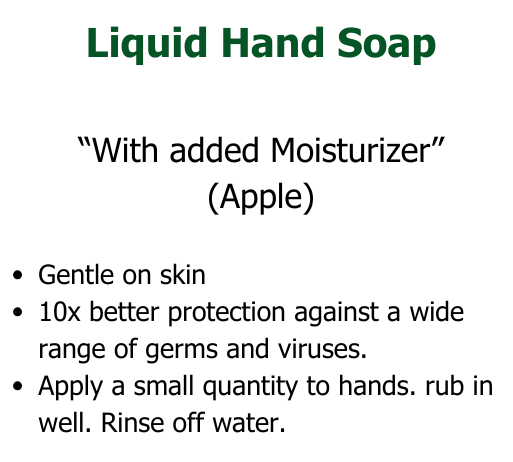 Liquid Hand Soap
“With added Moisturizer”
(Apple)
• Gentle on skin
• 10x better protection against a wide
range of germs and viruses.
• Apply a small quantity to hands. rub in
well. Rinse off water.